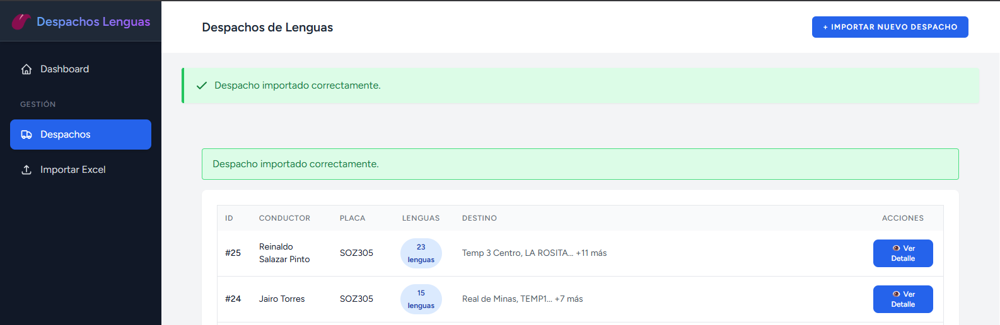 Despachos Lenguas
Despachos de Lenguas
+ IMPORTAR NUEVO DESPACHO
Dashboard
GESTIÓN
Despachos
Importar Excel
Despacho importado correctamente.
Despacho importado correctamente.
ID CONDUCTOR PLACA LENGUAS DESTINO ACCIONES
#25 Reinaldo
Salazar Pinto SOZ305 23
lenguas Temp 3 Centro, LA ROSITA... +11 más Ver
Detalle
#24 Jairo Torres SOZ305 15
lenguas Real de Minas, TEMP1... +7 más Ver
Detalle